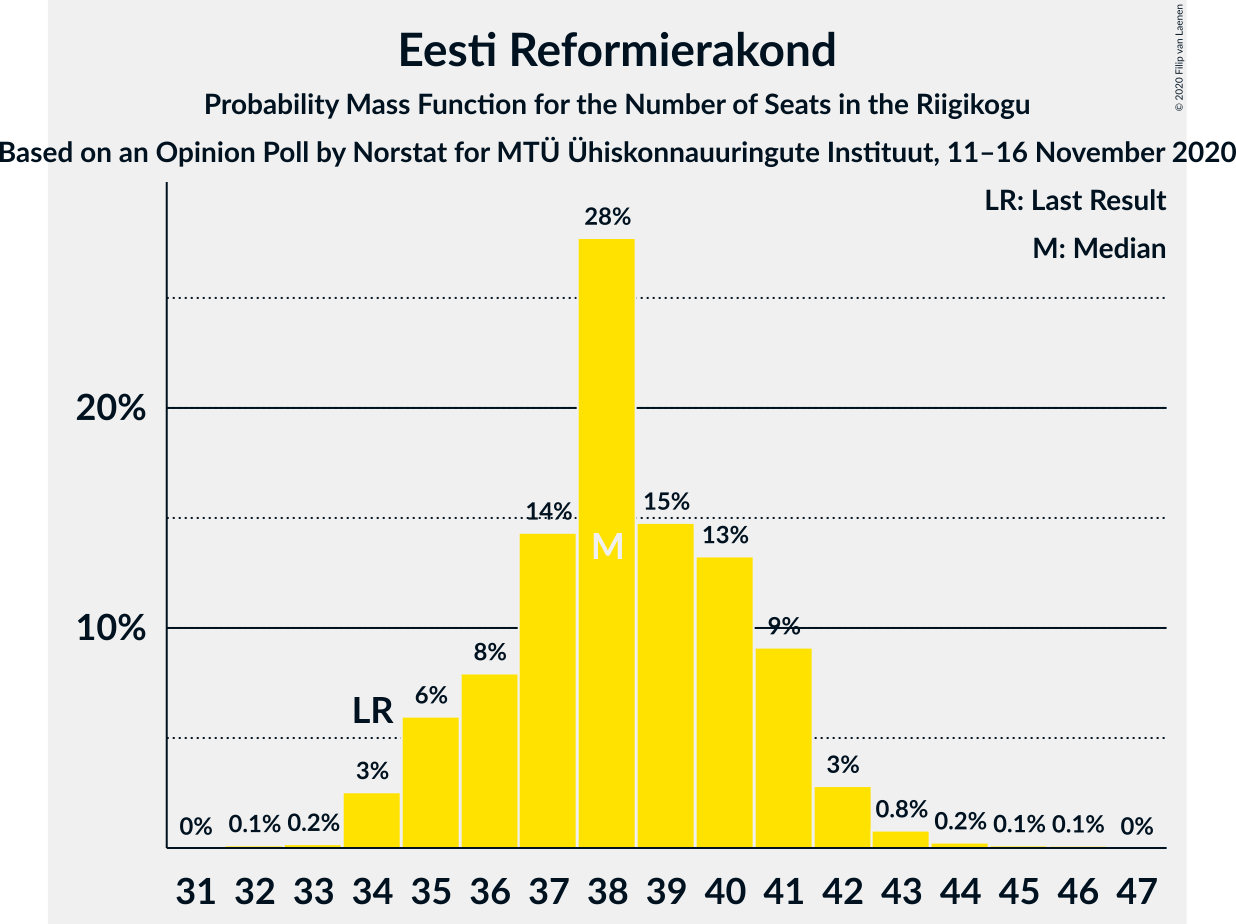 Eesti Reformierakond
Probability Mass Function for the Number of Seats in the Riigikogu
Based on an Opinion Poll by Norstat for MTÜ Ühiskonnauuringute Instituut, 11–16 November 2020
© 2020 Filip van Laenen
LR: Last Result
M: Median
28%
20%
14%
15%
13%
M
10%
9%
8%
6%
LR
3%
3%
0%
0.1%
0.2%
0.8%
0.2%
0.1%
0.1%
0%
31 32 33 34 35 36 37 38 39 40 41 42 43 44 45 46 47